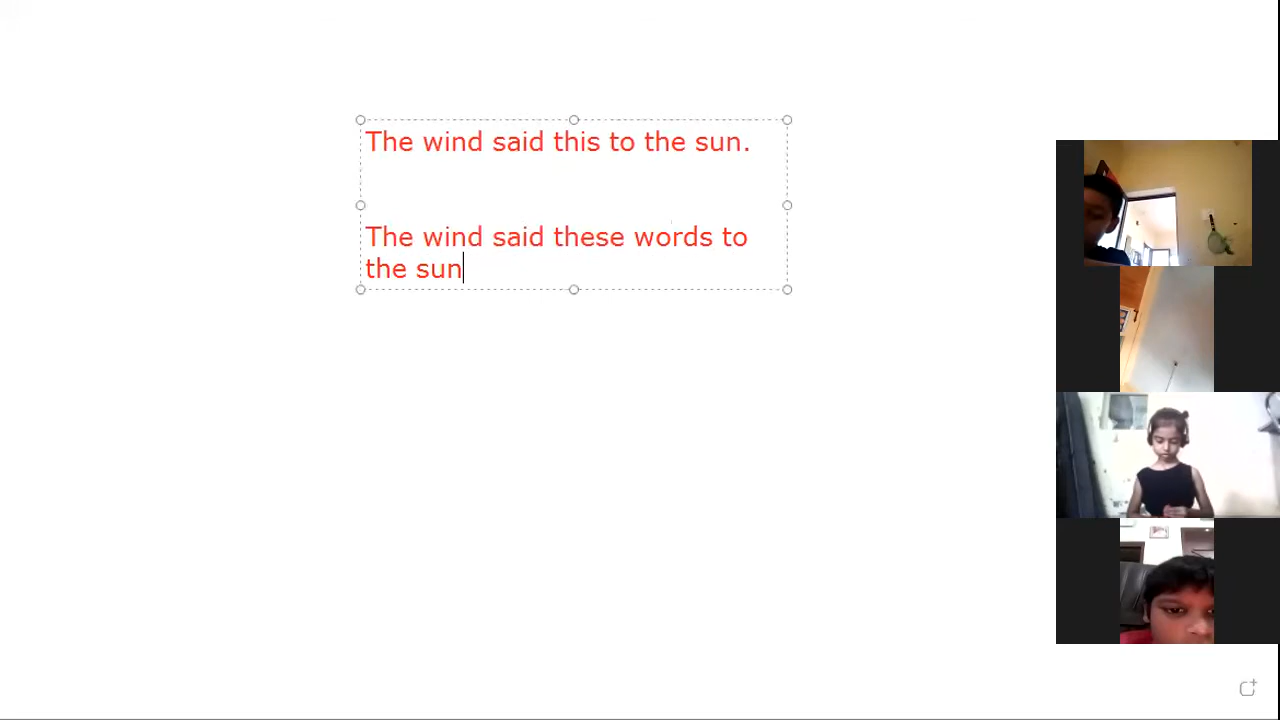 The wind said this to the sun.
The wind said these words to
the sun